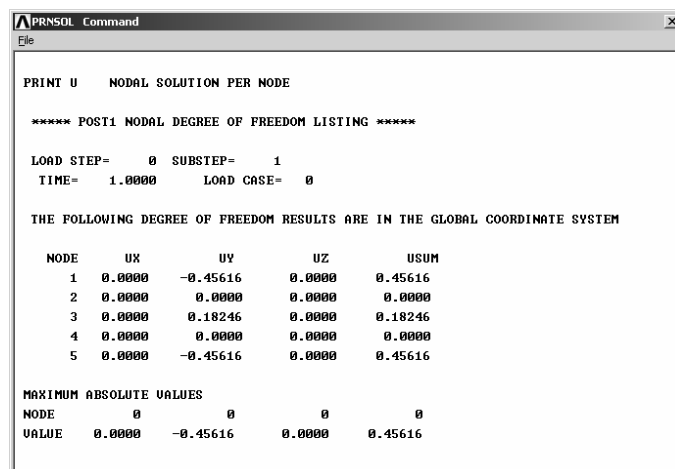 PRNSOL Command
File
PRINT U NODAL SOLUTION PER NODE
***** POST1 NODAL DEGREE OF FREEDOM LISTING *****
LOAD STEP= 0 SUBSTEP= 1
TIME= 1.0000 LOAD CASE= 0
THE FOLLOWING DEGREE OF FREEDOM RESULTS ARE IN THE GLOBAL COORDINATE SYSTEM
NODE UX UY UZ USUM
1 0.0000 -0.45616 0.0000 0.45616
2 0.0000 0.0000 0.0000 0.0000
3 0.0000 0.18246 0.0000 0.18246
4 0.0000 0.0000 0.0000 0.0000
5 0.0000 -0.45616 0.0000 0.45616
MAXIMUM ABSOLUTE VALUES
NODE 0 0 0 0
VALUE 0.0000 -0.45616 0.0000 0.45616